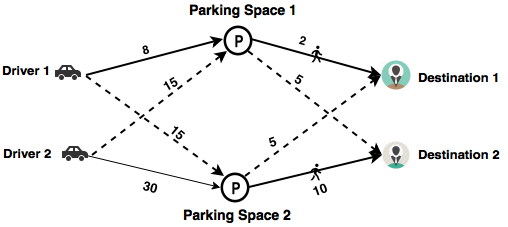 Parking Space 1
8
P
2
Driver 1
Destination 1
15
5
15
5
Driver 2
Destination 2
30
P
10
Parking Space 2